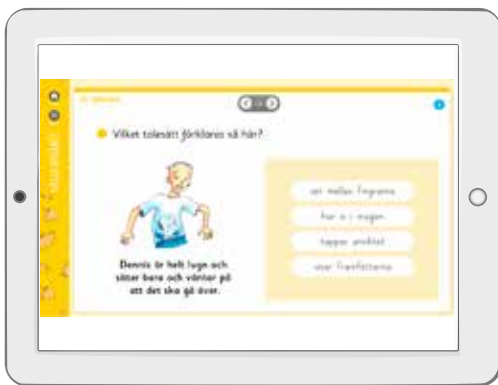 Vilket talesätt förklaras så här?
Dennis är helt lugn och
sitter bara och väntar på
att det ska gå över.
ser mellan fingrarna
har is i magen
tappar ansiktet
visar framfötterna